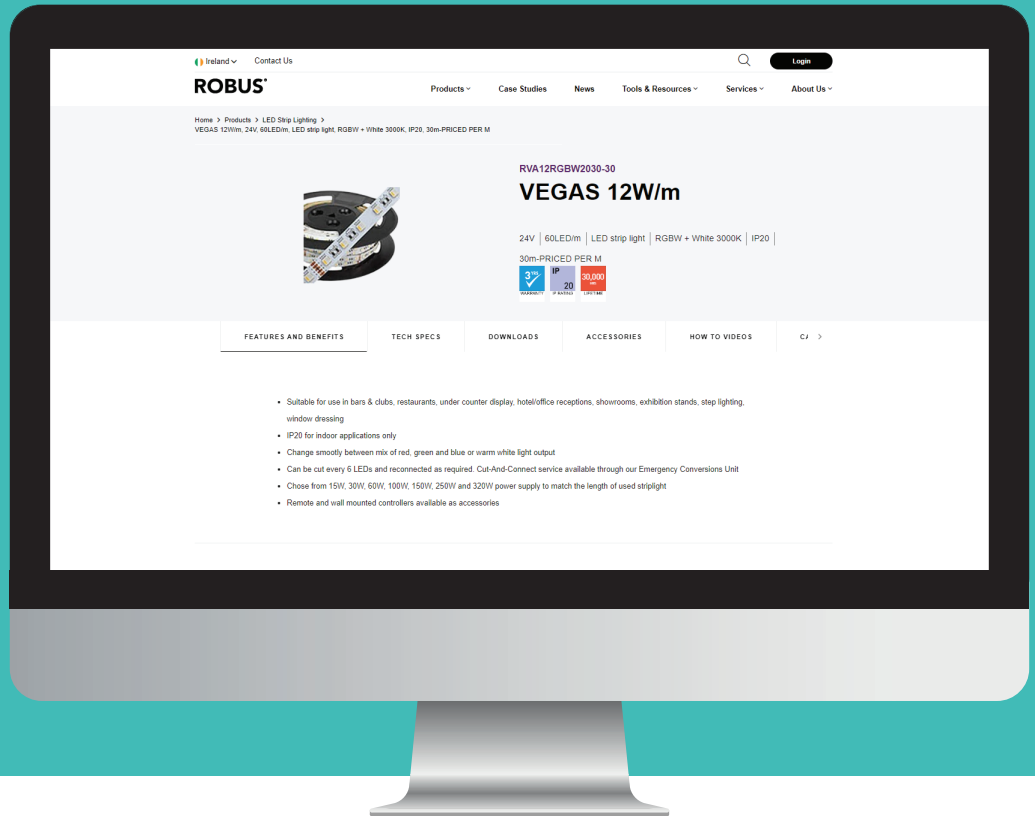 Ireland
Contact Us
Login
ROBUS
Products
Case Studies
News
Tools & Resources
Services
About Us
Home > Products > LED Strip Lighting >
VEGAS 12W/m, 24V, 60LED/m, LED strip light, RGBW + White 3000K, IP20, 30m-PRICED PER M
RVA12RGBW2030-30
VEGAS 12W/m
24V | 60LED/m | LED strip light | RGBW + White 3000K | IP20 |
30m-PRICED PER M
3 YRS
WARRANTY
IP
20
IP RATING
30,000
LIFETIME
FEATURES AND BENEFITS
TECH SPECS
DOWNLOADS
ACCESSORIES
HOW TO VIDEOS
• Suitable for use in bars & clubs, restaurants, under counter display, hotel/office receptions, showrooms, exhibition stands, step lighting,
window dressing
• IP20 for indoor applications only
• Change smootly between mix of red, green and blue or warm white light output
• Can be cut every 6 LEDs and reconnected as required. Cut-And-Connect service available through our Emergency Conversions Unit
• Chose from 15W, 30W, 60W, 100W, 150W, 250W and 320W power supply to match the length of used striplight
• Remote and wall mounted controllers available as accessories